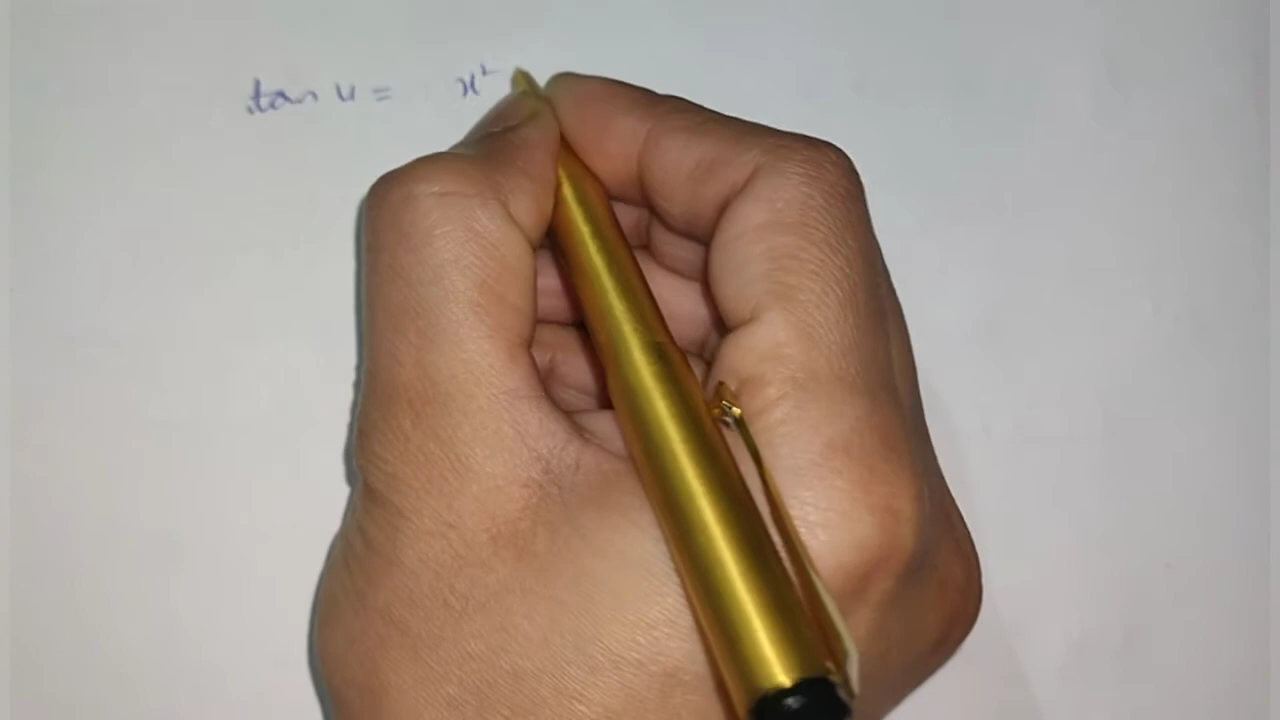 tan u = x²